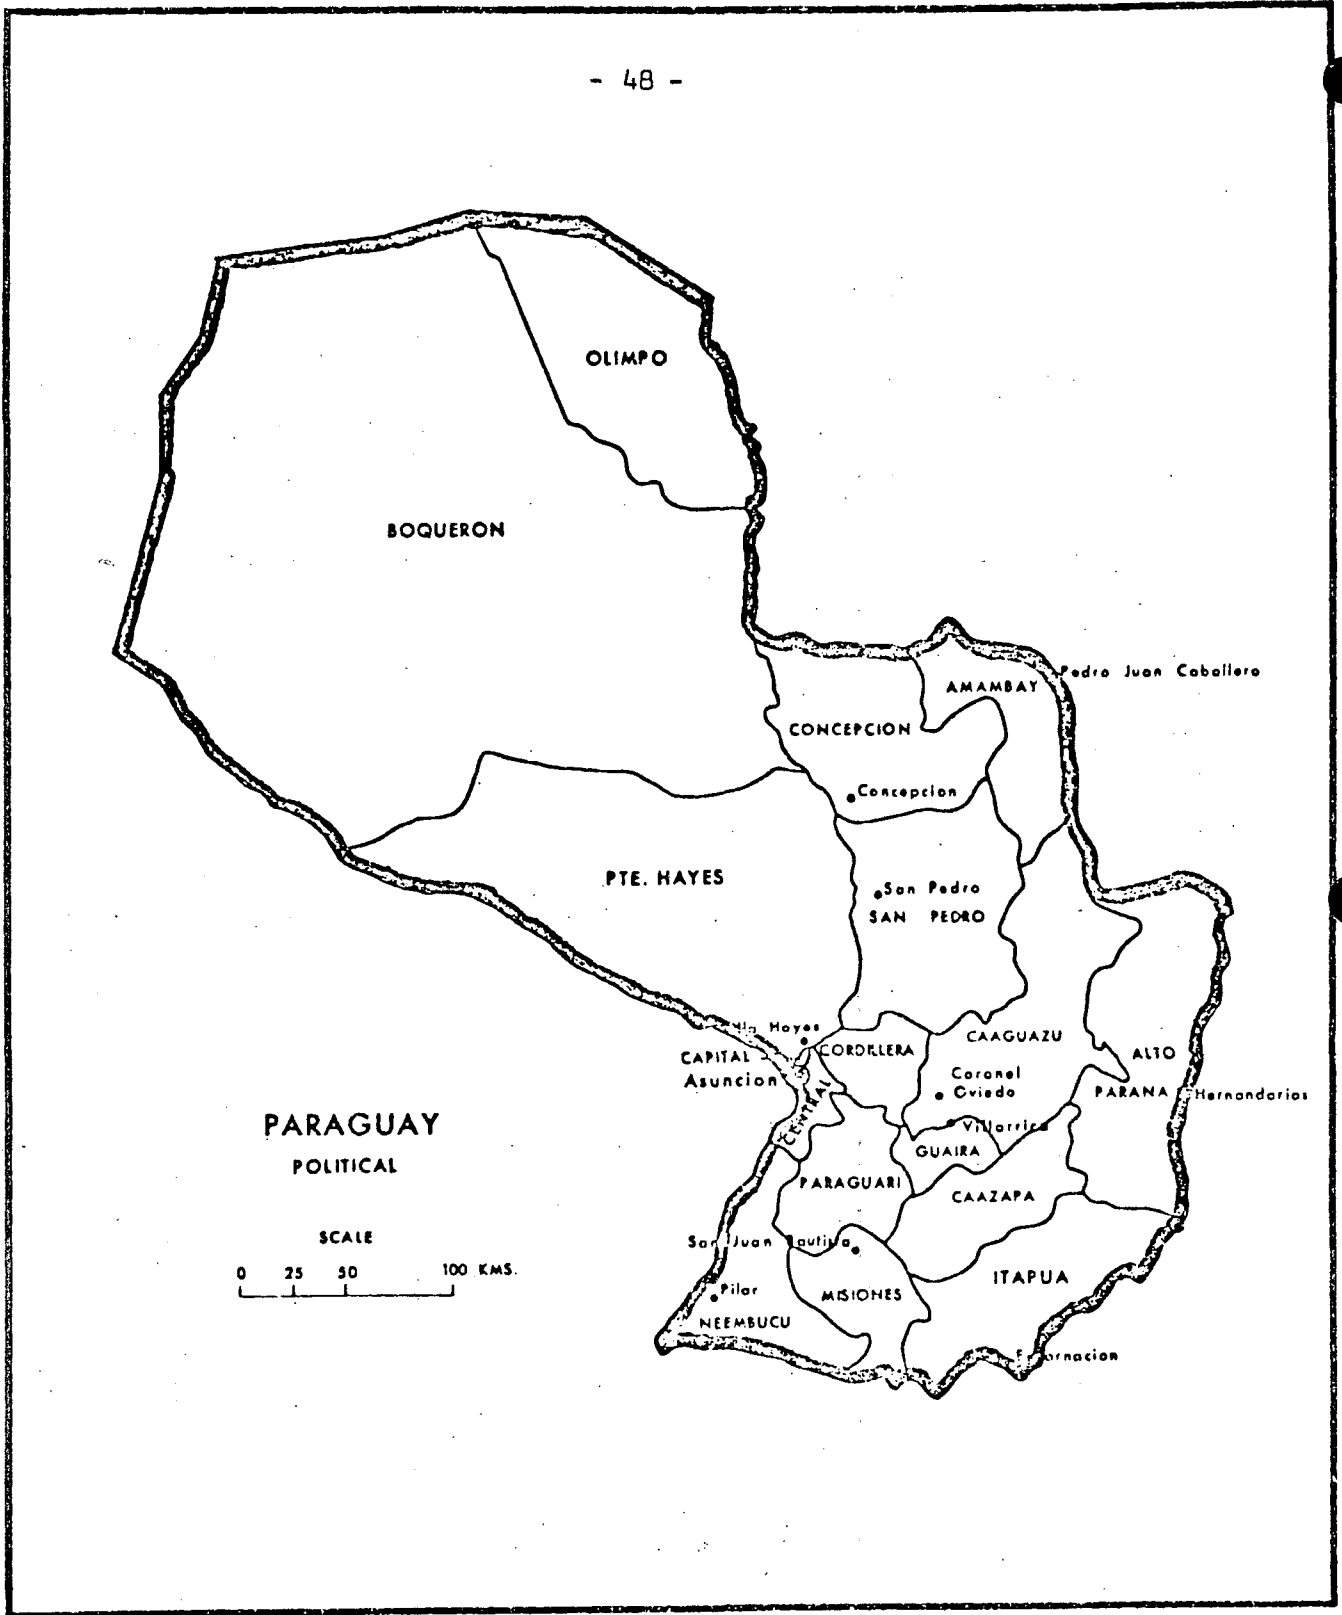 - 48 -
OLIMPO
BOQUERON
Pedro Juan Caballero
AMAMBAY
CONCEPCION
Concepcion
PTE. HAYES
San Pedro
SAN PEDRO
Hayes
CAPITAL
Asuncion
CORDILLERA
CENTRAL
CAAGUAZU
Coronel
Oviedo
ALTO
PARANA
Hernandarias
Villarrica
GUAIRA
PARAGUARI
CAAZAPA
San Juan Bautista
MISIONES
ITAPUA
Pilar
NEEMBUCU
PARAGUAY
POLITICAL
SCALE
0 25 50 100 KMS.